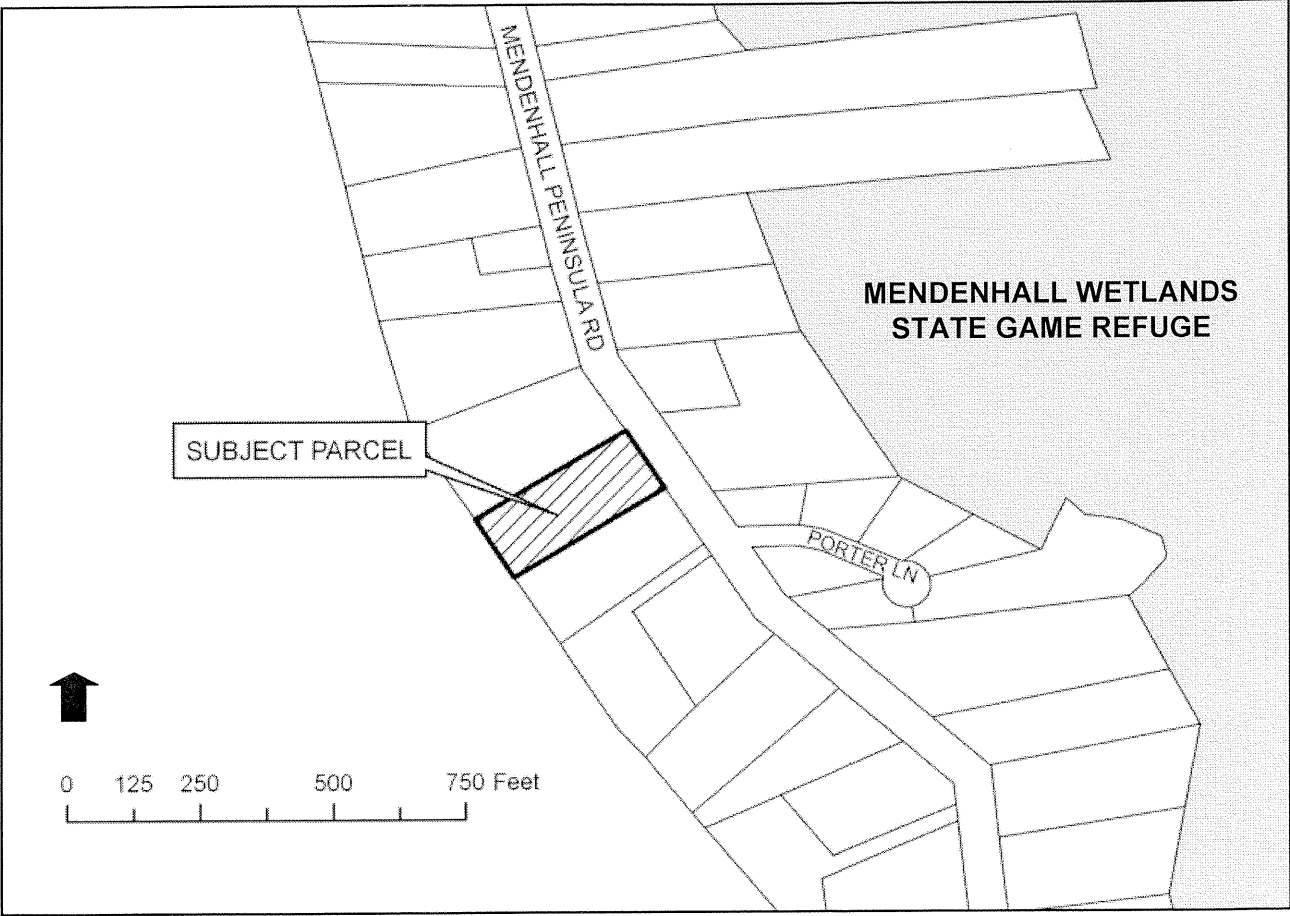 MENDENHALL PENINSULA RD
MENDENHALL WETLANDS
STATE GAME REFUGE
SUBJECT PARCEL
PORTER LN
0 125 250 500 750 Feet